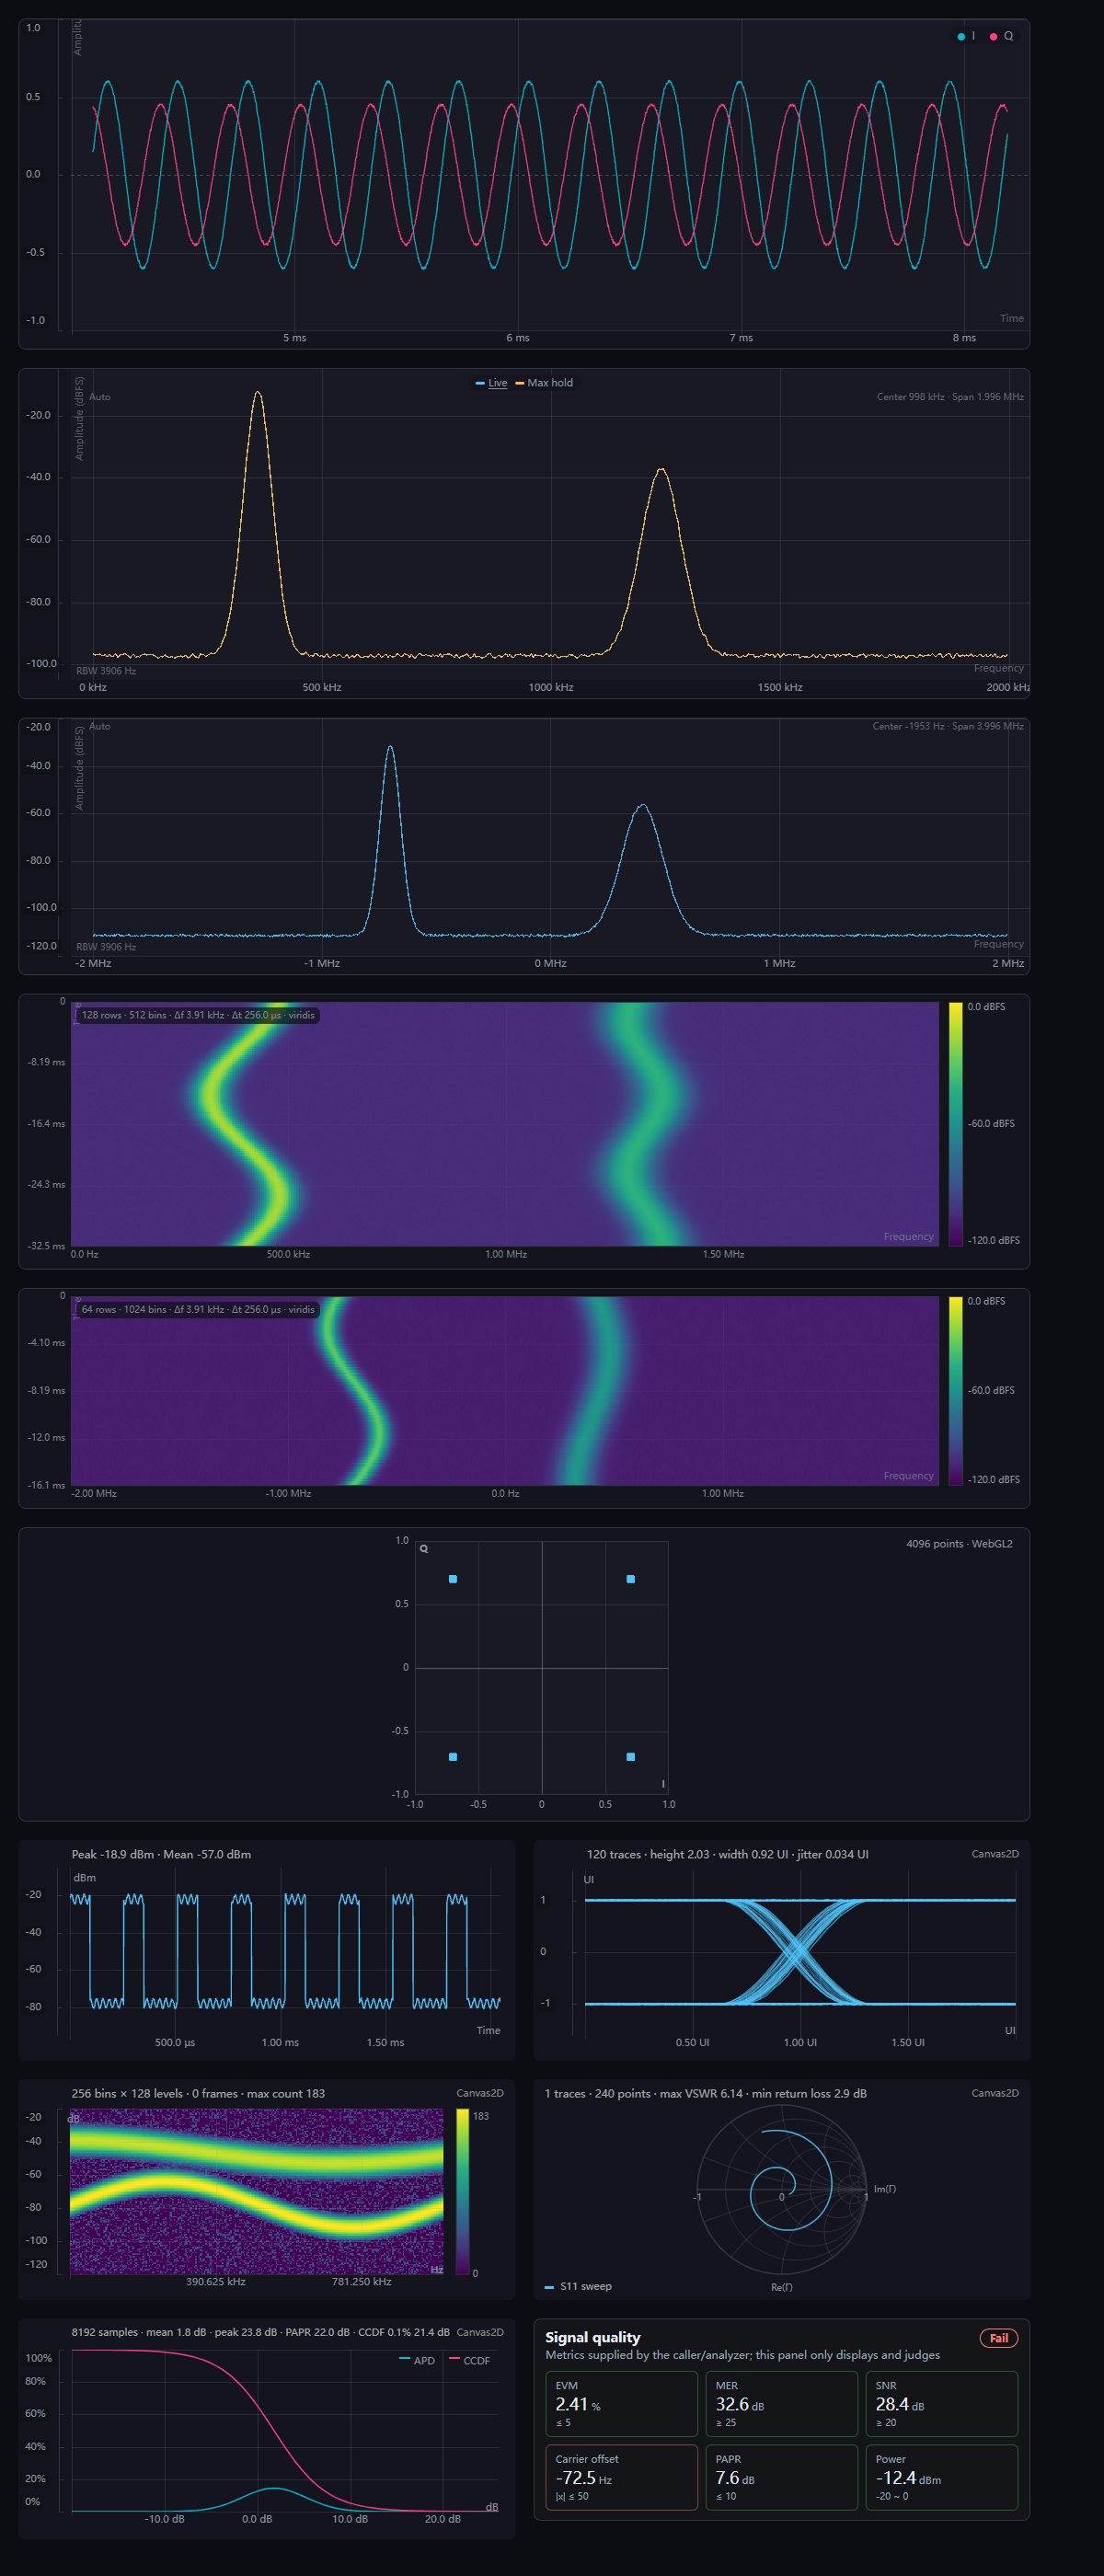 1.0
Amplitu
I Q
0.5
0.0
-0.5
-1.0
Time
5 ms 6 ms 7 ms 8 ms
Live Max hold
Auto
Center 998 kHz · Span 1.996 MHz
Amplitude (dBFS)
-20.0
-40.0
-60.0
-80.0
-100.0
RBW 3906 Hz
Frequency
0 kHz 500 kHz 1000 kHz 1500 kHz 2000 kHz
-20.0
Auto
Center -1953 Hz · Span 3.996 MHz
Amplitude (dBFS)
-40.0
-60.0
-80.0
-100.0
-120.0
RBW 3906 Hz
Frequency
-2 MHz -1 MHz 0 MHz 1 MHz 2 MHz
0
128 rows · 512 bins · Δf 3.91 kHz · Δt 256.0 µs · viridis
0.0 dBFS
-8.19 ms
-16.4 ms
-60.0 dBFS
-24.3 ms
Frequency
-32.5 ms
-120.0 dBFS
0.0 Hz 500.0 kHz 1.00 MHz 1.50 MHz
0
64 rows · 1024 bins · Δf 3.91 kHz · Δt 256.0 µs · viridis
0.0 dBFS
-4.10 ms
-8.19 ms
-60.0 dBFS
-12.0 ms
Frequency
-16.1 ms
-120.0 dBFS
-2.00 MHz -1.00 MHz 0.0 Hz 1.00 MHz
4096 points · WebGL2
1.0
Q
0.5
0
-0.5
I
-1.0
-1.0 -0.5 0 0.5 1.0
Peak -18.9 dBm · Mean -57.0 dBm
dBm
-20
-40
-60
-80
Time
500.0 µs 1.00 ms 1.50 ms
120 traces · height 2.03 · width 0.92 UI · jitter 0.034 UI
Canvas2D
UI
1
0
-1
UI
0.50 UI 1.00 UI 1.50 UI
256 bins × 128 levels · 0 frames · max count 183
Canvas2D
-20
dB
183
-40
-60
-80
-100
-120
Hz
0
390.625 kHz 781.250 kHz
1 traces · 240 points · max VSWR 6.14 · min return loss 2.9 dB
Canvas2D
Im(Γ)
-1 0 1
S11 sweep
Re(Γ)
8192 samples · mean 1.8 dB · peak 23.8 dB · PAPR 22.0 dB · CCDF 0.1% 21.4 dB
Canvas2D
APD CCDF
100%
80%
60%
40%
20%
0%
dB
-10.0 dB 0.0 dB 10.0 dB 20.0 dB
Signal quality
Fail
Metrics supplied by the caller/analyzer; this panel only displays and judges
EVM
2.41 %
≤ 5
MER
32.6 dB
≥ 25
SNR
28.4 dB
≥ 20
Carrier offset
-72.5 Hz
|x| ≤ 50
PAPR
7.6 dB
≤ 10
Power
-12.4 dBm
-20 ~ 0